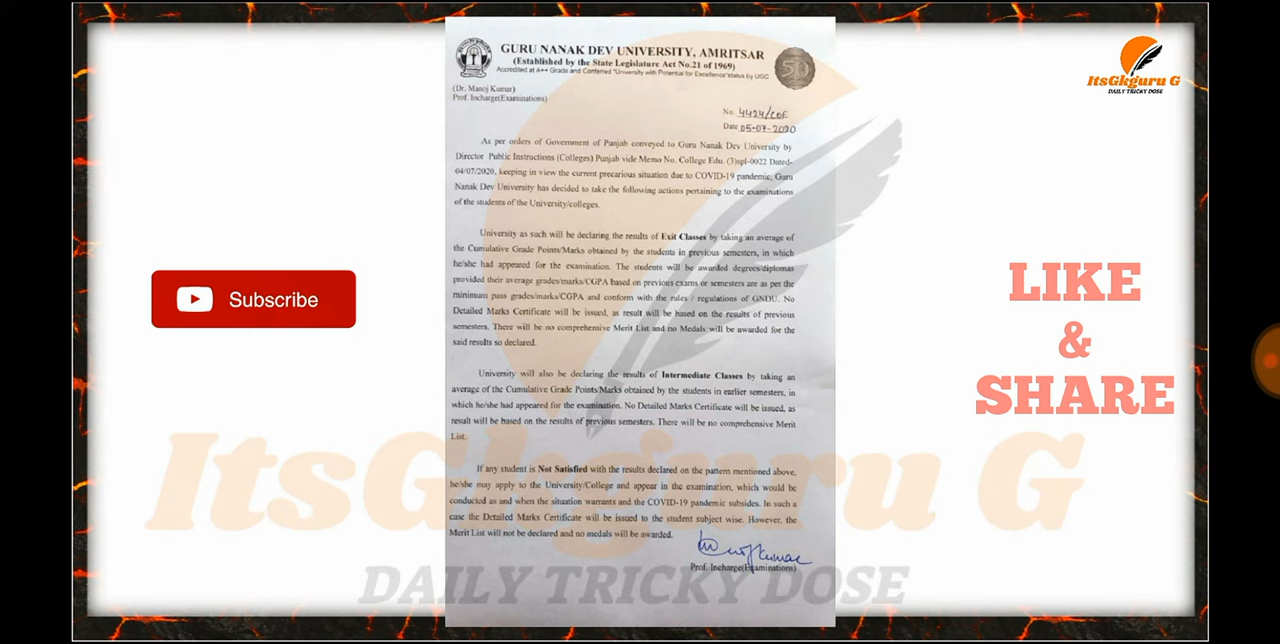 GURU NANAK DEV UNIVERSITY, AMRITSAR
(Established by the State Legislature Act No.21 of 1969)
Accredited at A++ Grade and Conferred "University with Potential for Excellence" status by UGC
(Dr. Manoj Kumar)
Prof. Incharge(Examinations)
No. 4424/COE
Date 05-07-2020
As per orders of Government of Punjab conveyed to Guru Nanak Dev University by
Director Public Instructions (Colleges) Punjab vide Memo No. College Edu. (3)spl-0022 Dated-
04/07/2020, keeping in view the current precarious situation due to COVID-19 pandemic, Guru
Nanak Dev University has decided to take the following actions pertaining to the examinations
of the students of the University/colleges.
University as such will be declaring the results of Exit Classes by taking an average of
the Cumulative Grade Points/Marks obtained by the students in previous semesters, in which
he/she had appeared for the examination. The students will be awarded degrees/diplomas
provided their average grades/marks/CGPA based on previous exams or semesters are as per the
minimum pass grades/marks/CGPA and conform with the rules / regulations of GNDU. No
Detailed Marks Certificate will be issued, as result will be based on the results of previous
semesters. There will be no comprehensive Merit List and no Medals will be awarded for the
said results so declared.
University will also be declaring the results of Intermediate Classes by taking an
average of the Cumulative Grade Points/Marks obtained by the students in earlier semesters, in
which he/she had appeared for the examination. No Detailed Marks Certificate will be issued, as
result will be based on the results of previous semesters. There will be no comprehensive Merit
List.
If any student is Not Satisfied with the results declared on the pattern mentioned above,
he/she may apply to the University/College and appear in the examination, which would be
conducted as and when the situation warrants and the COVID-19 pandemic subsides. In such a
case the Detailed Marks Certificate will be issued to the student subject wise. However, the
Merit List will not be declared and no medals will be awarded.
Prof. Incharge(Examinations)
Subscribe
ItsGkguru G
DAILY TRICKY DOSE
LIKE
&
SHARE
ItsGkguru G
DAILY TRICKY DOSE